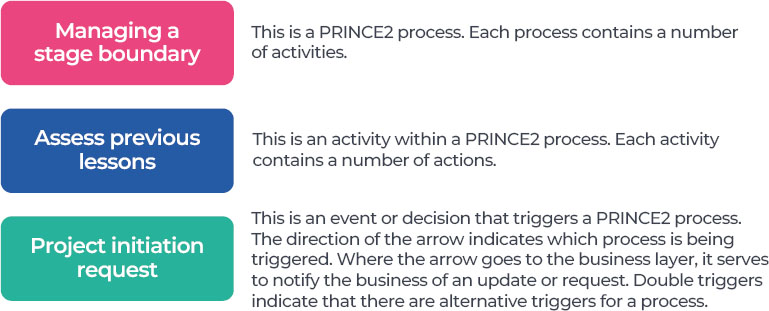 Managing a
stage boundary
This is a PRINCE2 process. Each process contains a number
of activities.
Assess previous
lessons
This is an activity within a PRINCE2 process. Each activity
contains a number of actions.
Project initiation
request
This is an event or decision that triggers a PRINCE2 process.
The direction of the arrow indicates which process is being
triggered. Where the arrow goes to the business layer, it serves
to notify the business of an update or request. Double triggers
indicate that there are alternative triggers for a process.